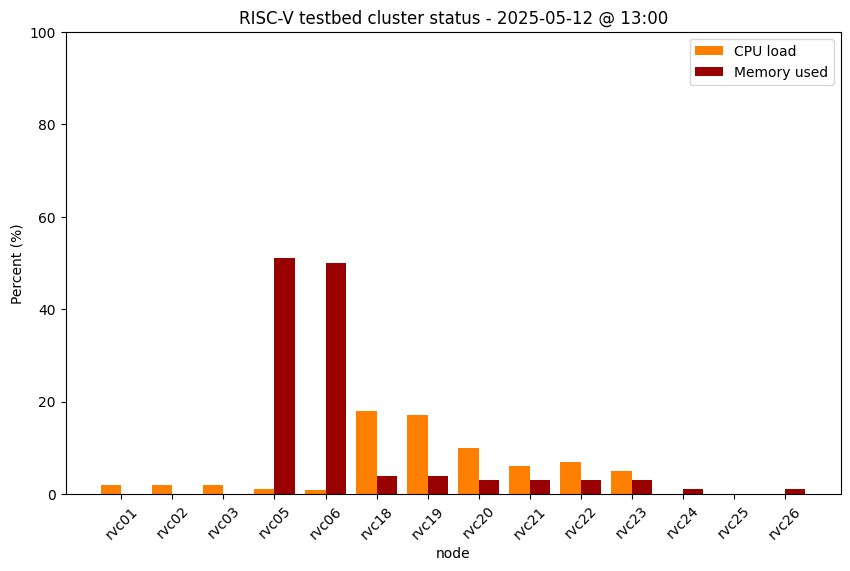 RISC-V testbed cluster status - 2025-05-12 @ 13:00
CPU load
Memory used
Percent (%)
100
80
60
40
20
0
rvc01 rvc02 rvc03 rvc05 rvc06 rvc18 rvc19 rvc20 rvc21 rvc22 rvc23 rvc24 rvc25 rvc26
node